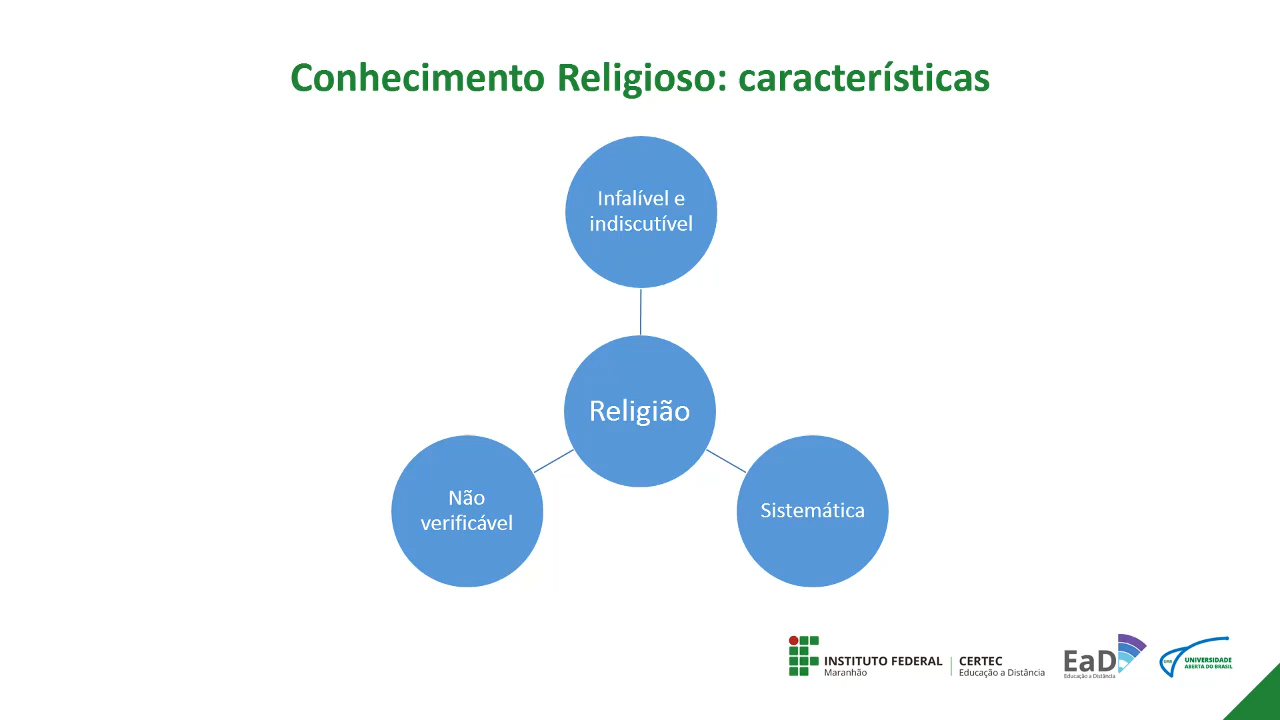 Conhecimento Religioso: características
Infalível e
indiscutível
Religião
Não
verificável
Sistemática
INSTITUTO FEDERAL
Maranhão
CERTEC
Educação a Distância
EaD
Educação a Distância
UAB
UNIVERSIDADE
ABERTA DO BRASIL